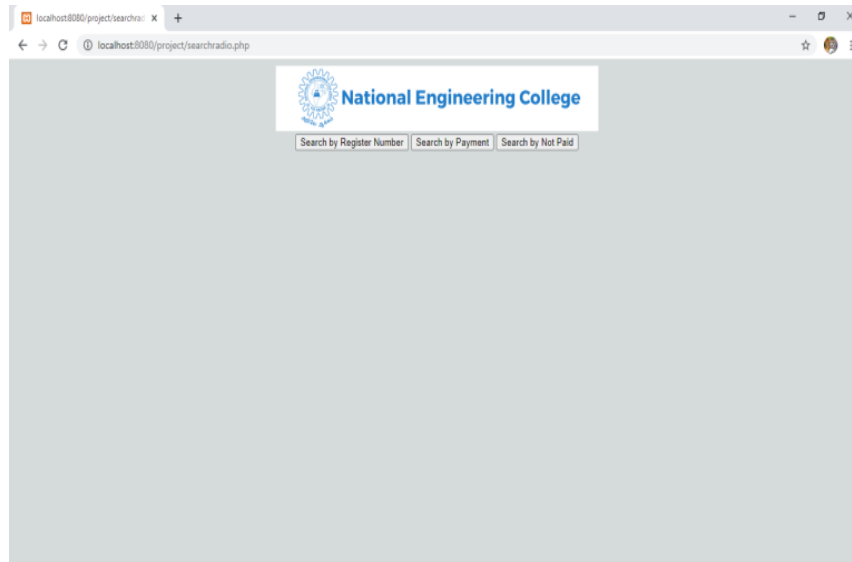 localhost:8080/project/searchrad
localhost:8080/project/searchradio.php
National Engineering College
Search by Register Number Search by Payment Search by Not Paid